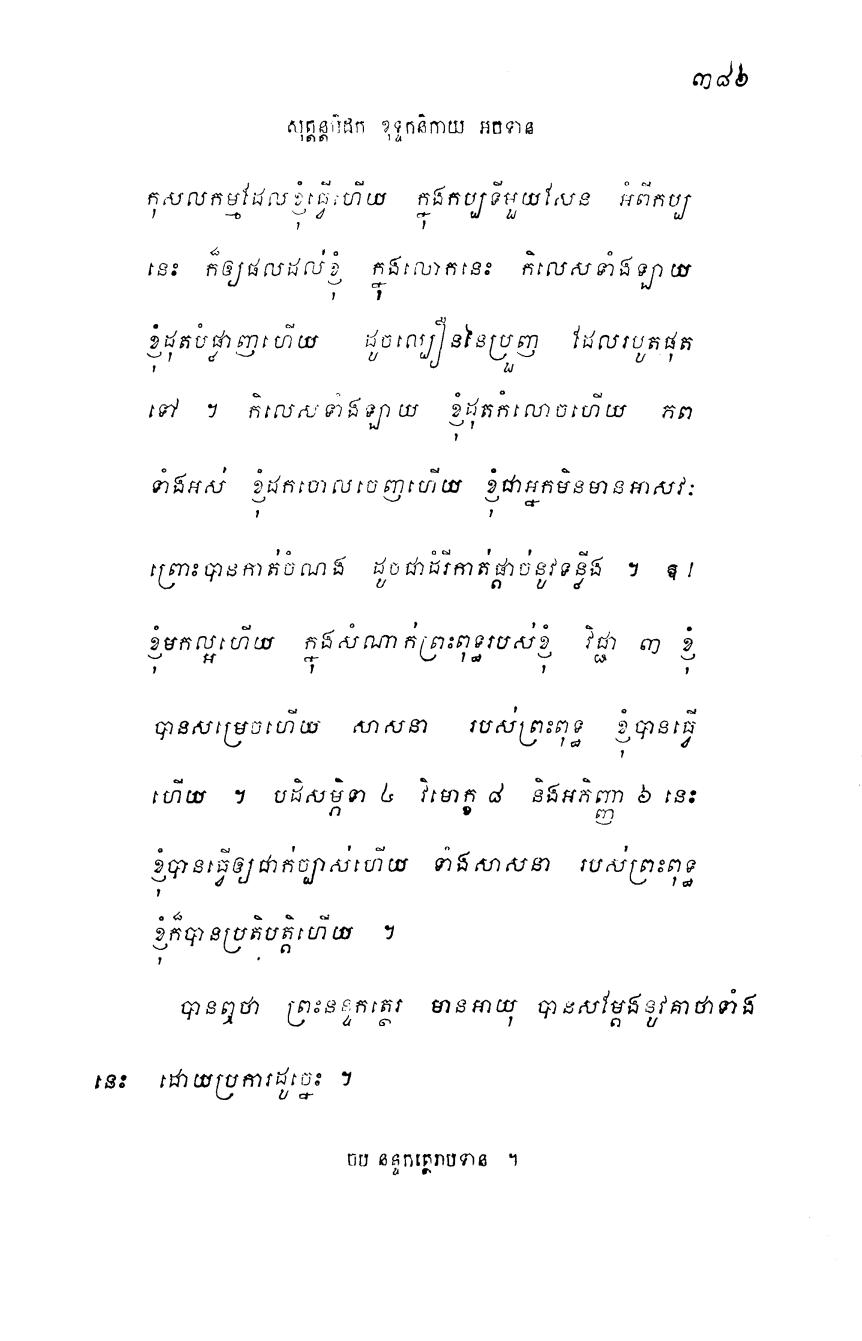 ៣៨៦
សុត្តន្តបិដក ខុទ្ទកនិកាយ អបទាន
កុសលកម្មដែលខ្ញុំធ្វើហើយ ក្នុងកប្បទីមួយសែន អំពីកប្ប
នេះ ក៏ឲ្យផលដល់ខ្ញុំ ក្នុងលោកនេះ កិលេសទាំងឡាយ
ខ្ញុំដុតបំផ្លាញហើយ ដូចល្បឿននៃព្រួញ ដែលរបូតផុត
ទៅ ។ កិលេសទាំងឡាយ ខ្ញុំដុតកំលោចហើយ ភព
ទាំងអស់ ខ្ញុំដកចោលចេញហើយ ខ្ញុំជាអ្នកមិនមានអាសវៈ
ព្រោះបានកាត់ចំណង ដូចជាដំរីកាត់ផ្តាច់នូវទន្លីង ។ ឱ!
ខ្ញុំមកល្អហើយ ក្នុងសំណាក់ព្រះពុទ្ធរបស់ខ្ញុំ វិជ្ជា ៣ ខ្ញុំ
បានសម្រេចហើយ សាសនា របស់ព្រះពុទ្ធ ខ្ញុំបានធ្វើ
ហើយ ។ បដិសម្ភិទា ៤ វិមោក្ខ ៨ និងអភិញ្ញា ៦ នេះ
ខ្ញុំបានធ្វើឲ្យជាក់ច្បាស់ហើយ ទាំងសាសនា របស់ព្រះពុទ្ធ
ខ្ញុំក៏បានប្រតិបត្តិហើយ ។
បានឮថា ព្រះនន្ទកត្ថេរ មានអាយុ បានសម្តែងនូវគាថាទាំង
នេះ ដោយប្រការដូច្នេះ ។
ចប នន្ទកត្ថេរាបទាន ។